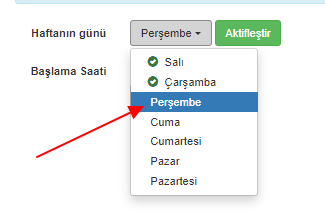 Haftanın günü Perşembe Aktifleştir
Başlama Saati
Salı
Çarşamba
Perşembe
Cuma
Cumartesi
Pazar
Pazartesi